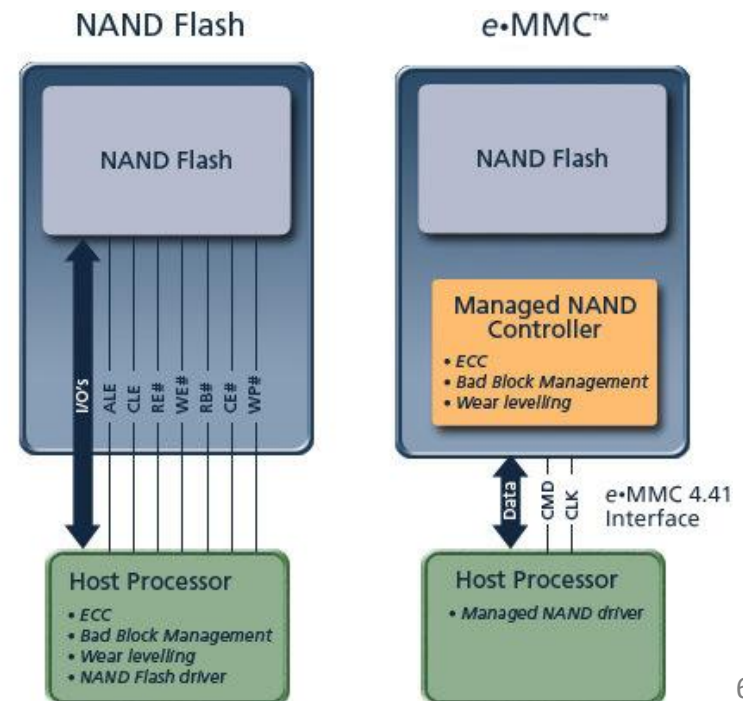 NAND Flash
NAND Flash
I/O's
ALE
CLE
RE#
WE#
RB#
CE#
WP#
Host Processor
• ECC
• Bad Block Management
• Wear levelling
• NAND Flash driver
e•MMC™
NAND Flash
Managed NAND
Controller
• ECC
• Bad Block Management
• Wear levelling
Data
CMD
CLK
e•MMC 4.41
Interface
Host Processor
• Managed NAND driver
6